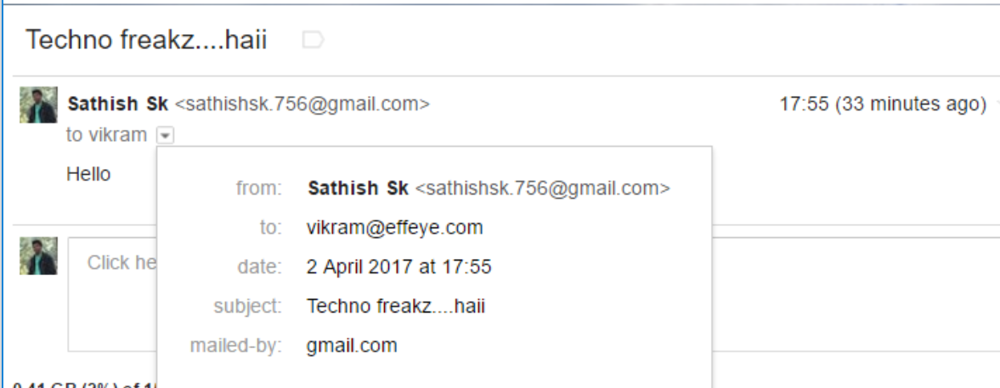 Techno freakz....haii
Sathish Sk <sathishsk.756@gmail.com> 17:55 (33 minutes ago)
to vikram
Hello
from: Sathish Sk <sathishsk.756@gmail.com>
to: vikram@effeye.com
date: 2 April 2017 at 17:55
Click he
subject: Techno freakz....haii
mailed-by: gmail.com